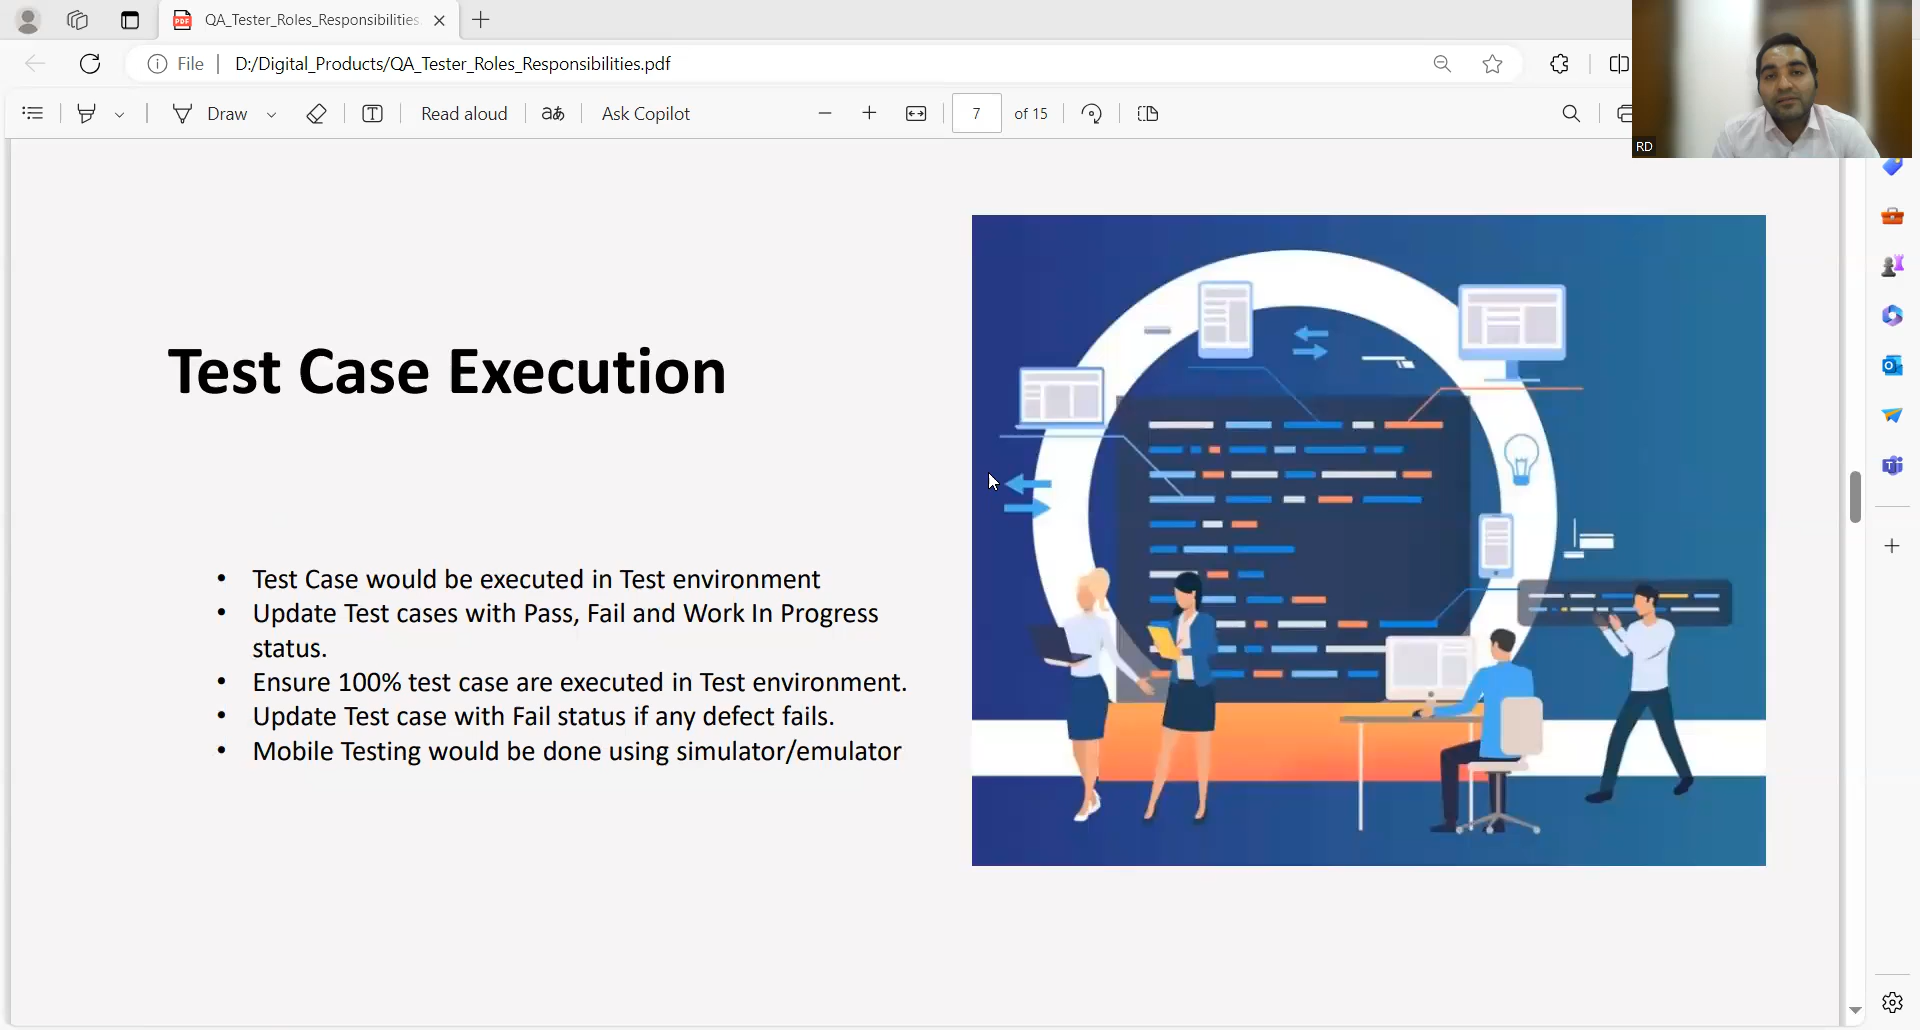 QA_Tester_Roles_Responsibilities.
File
D:/Digital_Products/QA_Tester_Roles_Responsibilities.pdf
Draw
Read aloud
aあ
Ask Copilot
7
of 15
RD
Test Case Execution
• Test Case would be executed in Test environment
• Update Test cases with Pass, Fail and Work In Progress
status.
• Ensure 100% test case are executed in Test environment.
• Update Test case with Fail status if any defect fails.
• Mobile Testing would be done using simulator/emulator